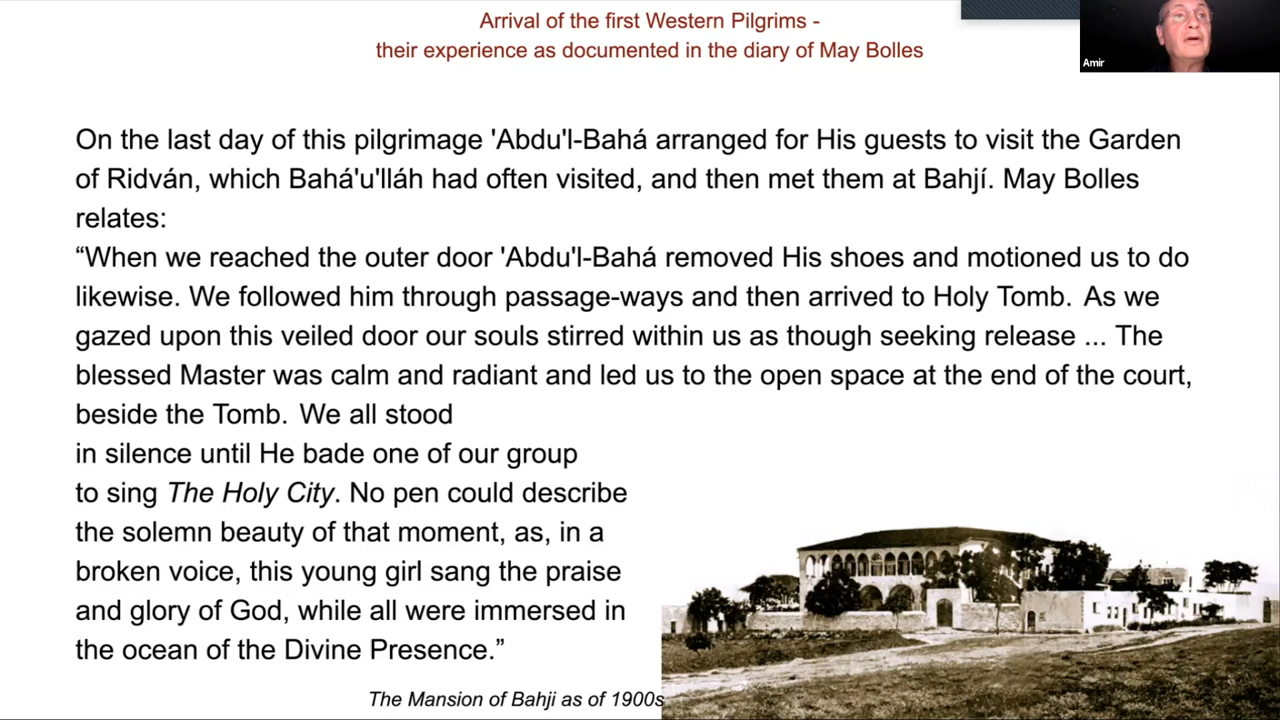 Arrival of the first Western Pilgrims -
their experience as documented in the diary of May Bolles
Amir
On the last day of this pilgrimage 'Abdu'l-Bahá arranged for His guests to visit the Garden
of Ridván, which Bahá'u'lláh had often visited, and then met them at Bahjí. May Bolles
relates:
“When we reached the outer door 'Abdu'l-Bahá removed His shoes and motioned us to do
likewise. We followed him through passage-ways and then arrived to Holy Tomb. As we
gazed upon this veiled door our souls stirred within us as though seeking release ... The
blessed Master was calm and radiant and led us to the open space at the end of the court,
beside the Tomb. We all stood
in silence until He bade one of our group
to sing The Holy City. No pen could describe
the solemn beauty of that moment, as, in a
broken voice, this young girl sang the praise
and glory of God, while all were immersed in
the ocean of the Divine Presence.”
The Mansion of Bahji as of 1900s